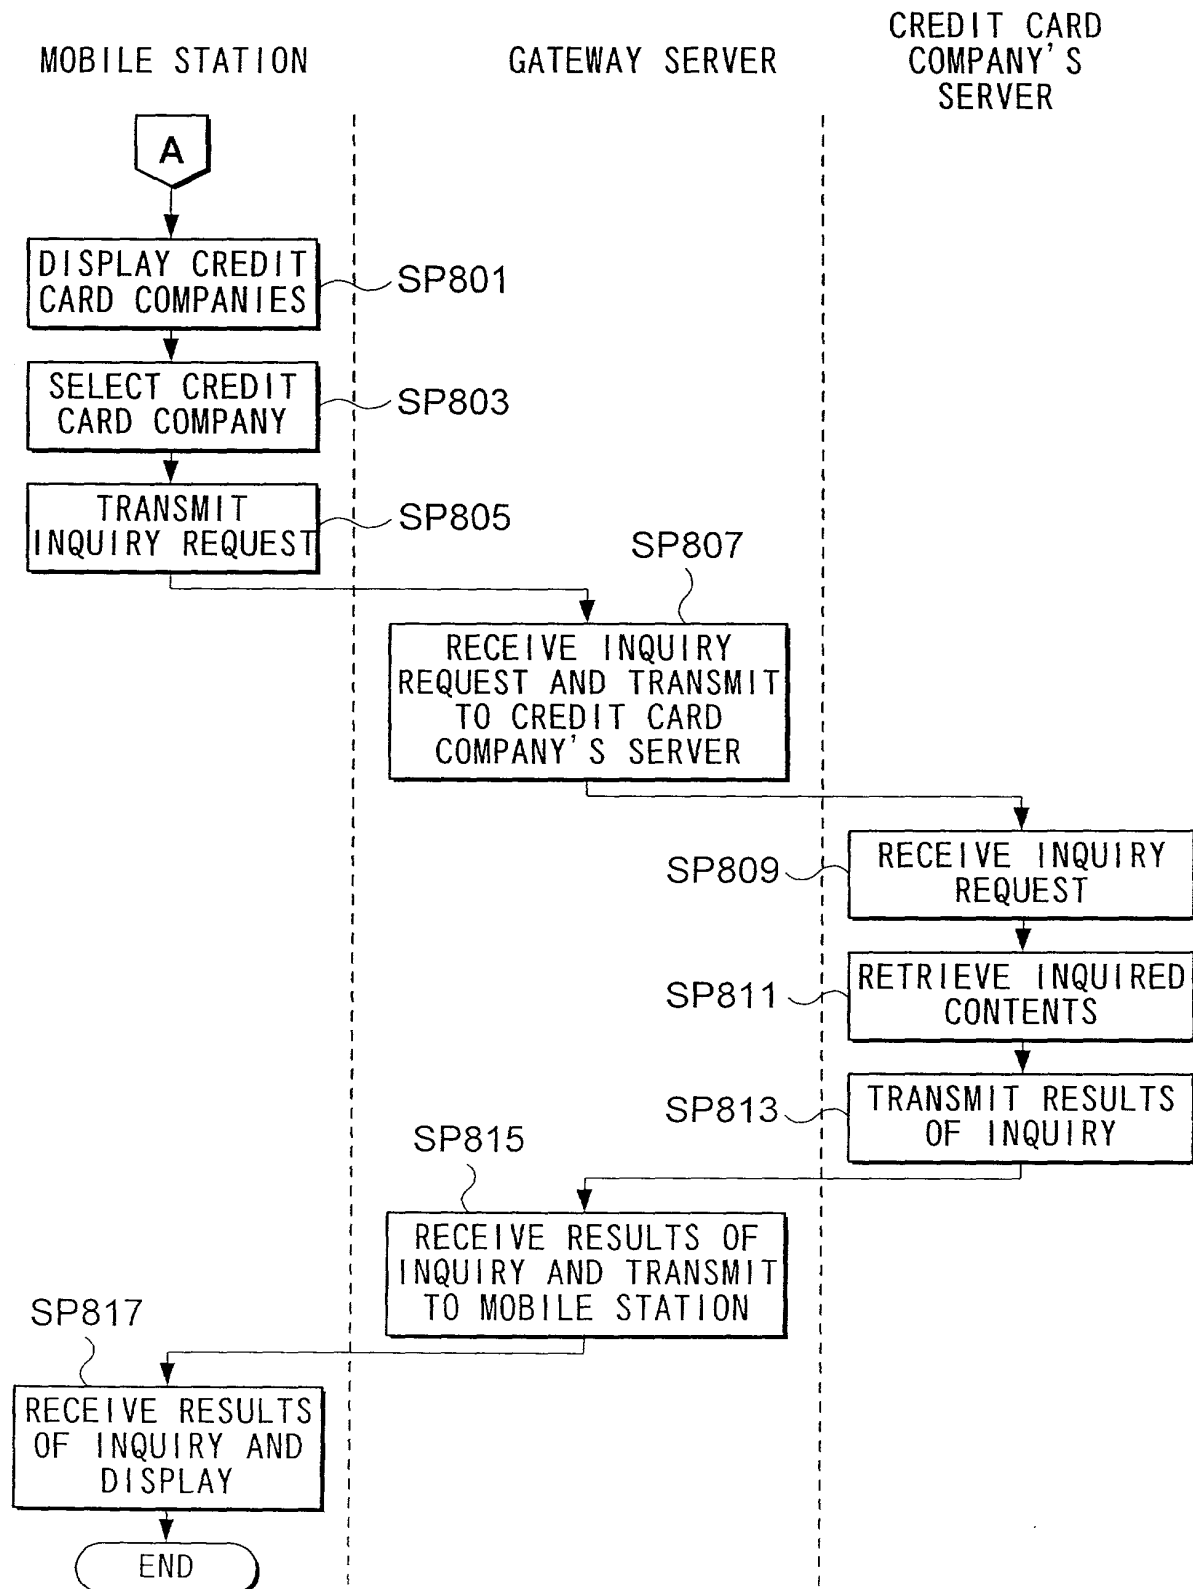 MOBILE STATION
GATEWAY SERVER
CREDIT CARD
COMPANY'S
SERVER
A
DISPLAY CREDIT
CARD COMPANIES
SP801
SELECT CREDIT
CARD COMPANY
SP803
TRANSMIT
INQUIRY REQUEST
SP805
SP807
RECEIVE INQUIRY
REQUEST AND TRANSMIT
TO CREDIT CARD
COMPANY'S SERVER
SP809
RECEIVE INQUIRY
REQUEST
SP811
RETRIEVE INQUIRED
CONTENTS
SP813
TRANSMIT RESULTS
OF INQUIRY
SP815
RECEIVE RESULTS OF
INQUIRY AND TRANSMIT
TO MOBILE STATION
SP817
RECEIVE RESULTS
OF INQUIRY AND
DISPLAY
END